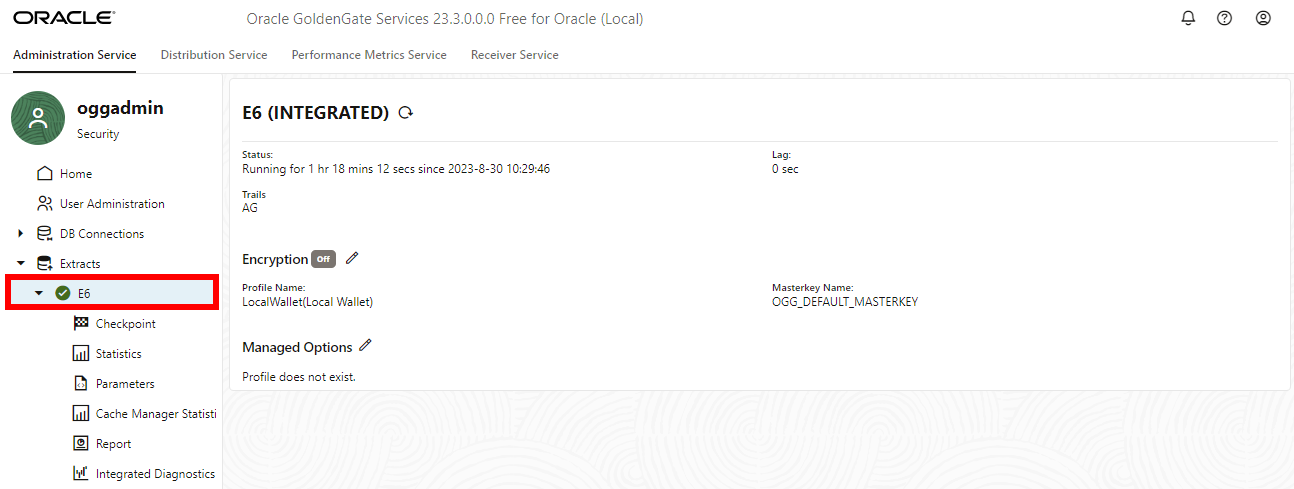 ORACLE
Oracle GoldenGate Services 23.3.0.0.0 Free for Oracle (Local)
Administration Service
Distribution Service
Performance Metrics Service
Receiver Service
oggadmin
Security
Home
User Administration
DB Connections
Extracts
E6
Checkpoint
Statistics
Parameters
Cache Manager Statisti
Report
Integrated Diagnostics
E6 (INTEGRATED)
Status:
Running for 1 hr 18 mins 12 secs since 2023-8-30 10:29:46
Lag:
0 sec
Trails
AG
Encryption Off
Profile Name:
LocalWallet(Local Wallet)
Masterkey Name:
OGG_DEFAULT_MASTERKEY
Managed Options
Profile does not exist.